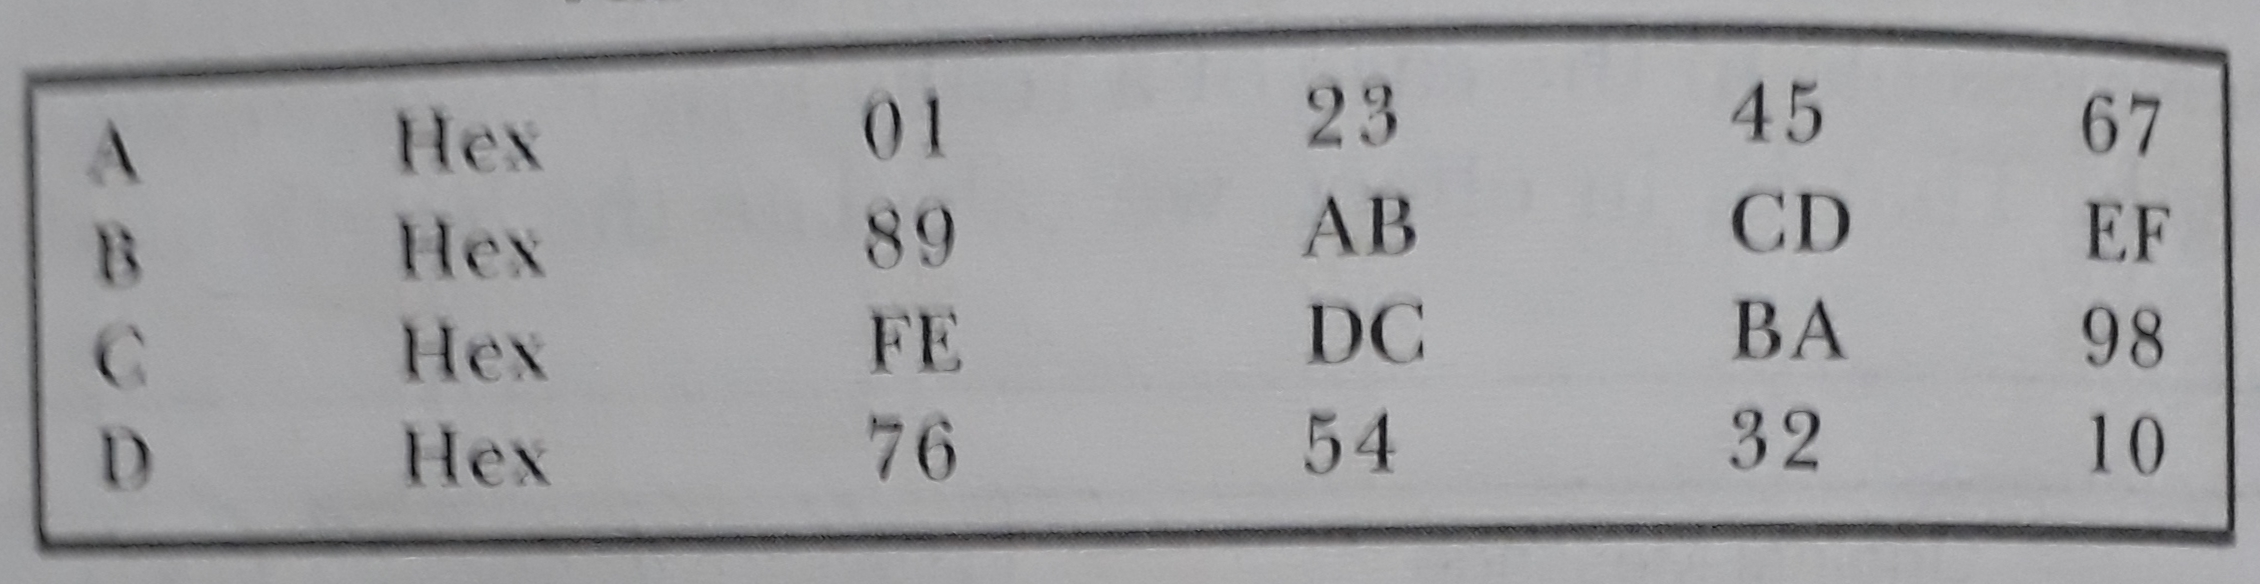 A Hex 01 23 45 67
B Hex 89 AB CD EF
C Hex FE DC BA 98
D Hex 76 54 32 10